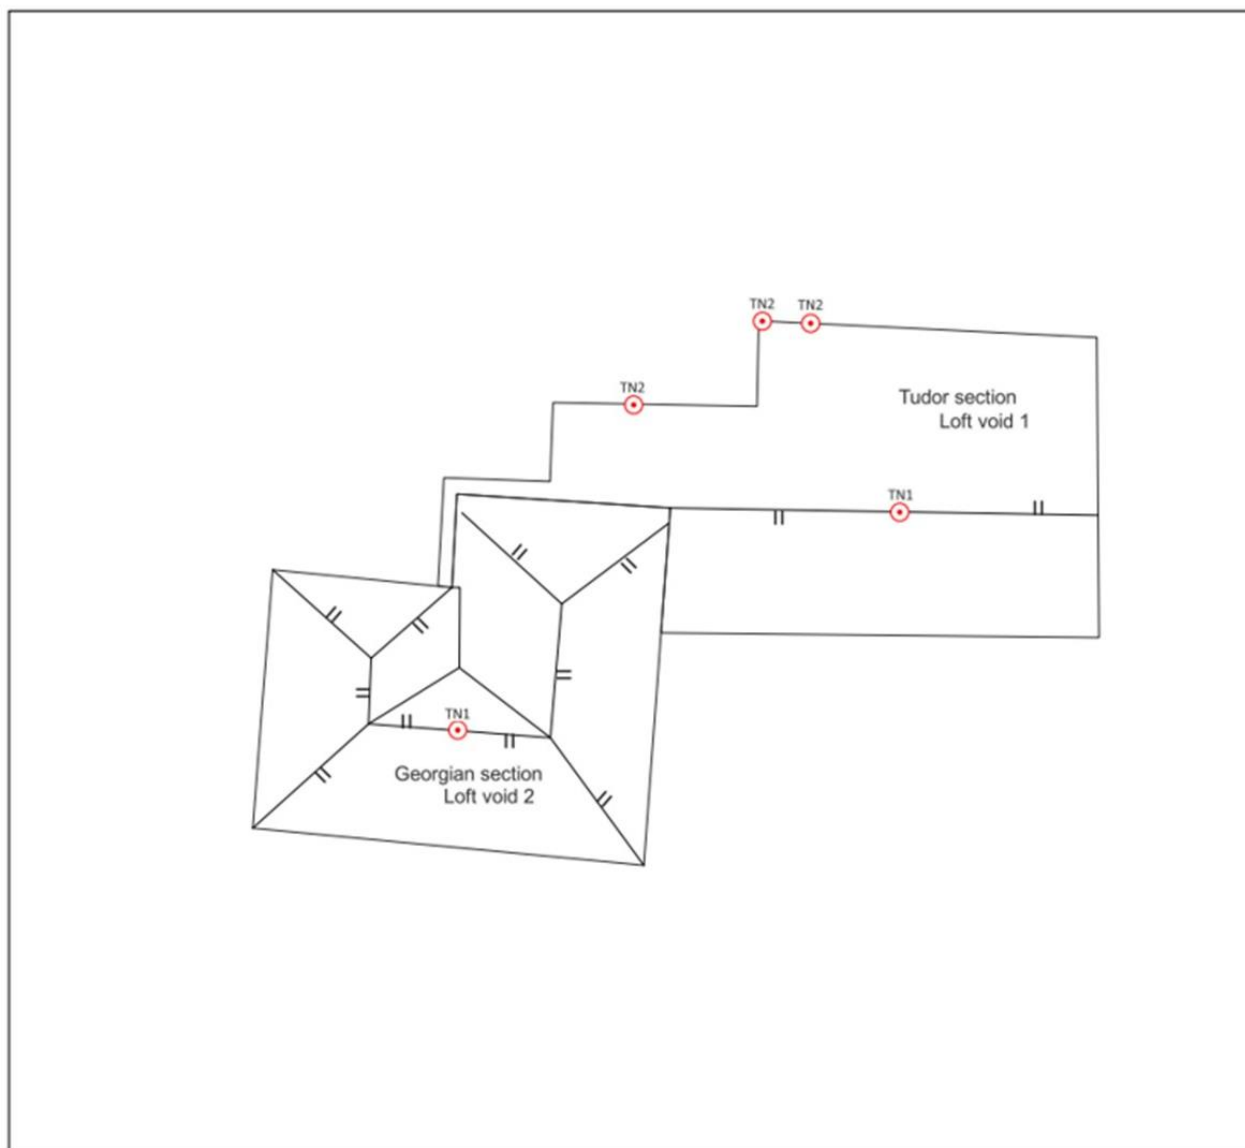 TN2 TN2
TN2
Tudor section
Loft void 1
TN1
TN1
Georgian section
Loft void 2